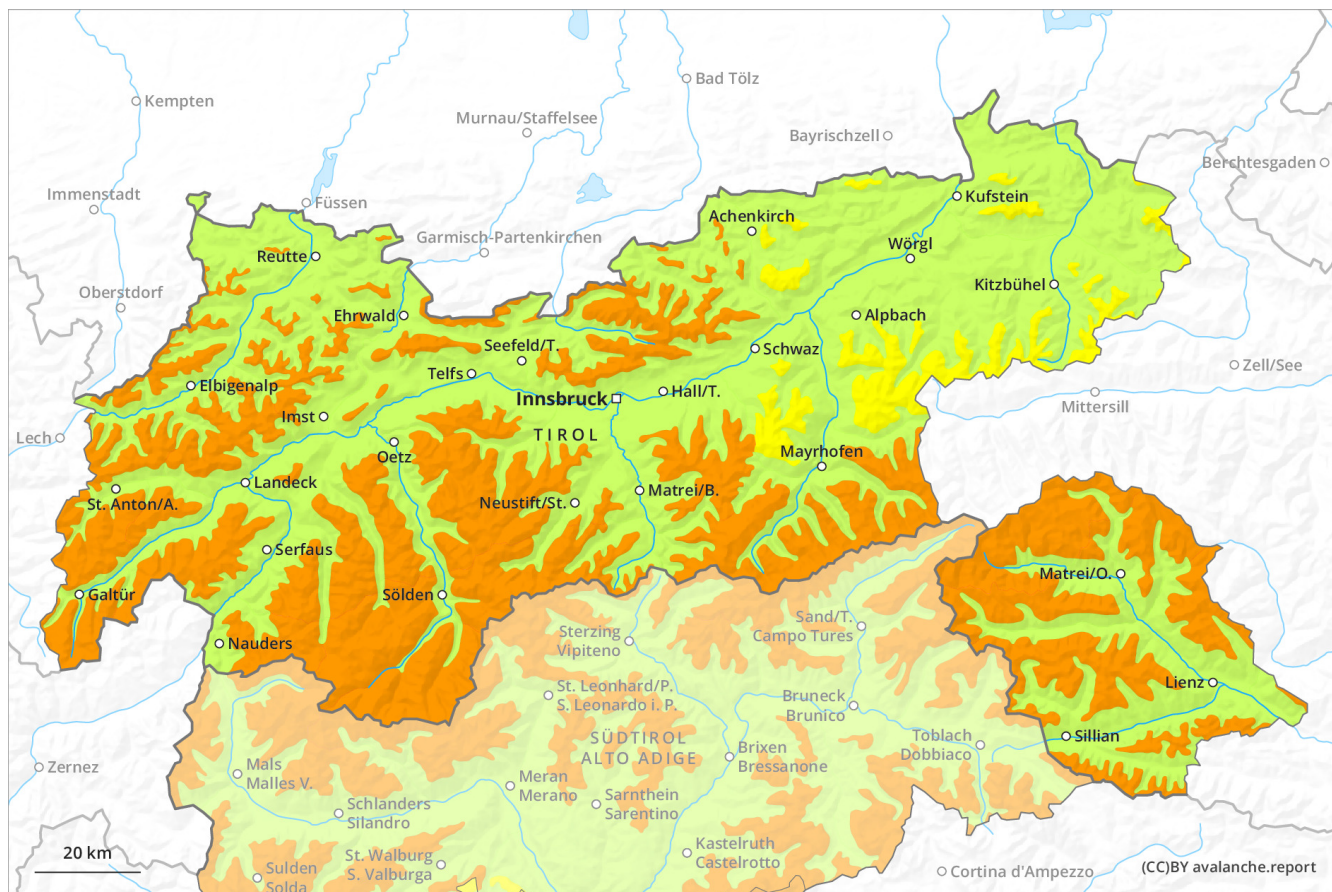 Kempten
Bad Tölz
Murnau/Staffelsee
Bayrischzell
Berchtesgaden
Immenstadt
Füssen
Kufstein
Achenkirch
Garmisch-Partenkirchen
Wörgl
Reutte
Kitzbühel
Oberstdorf
Ehrwald
Alpbach
Seefeld/T.
Schwaz
Zell/See
Telfs
Elbigenalp
Innsbruck
Hall/T.
Mittersill
Imst
TIROL
Lech
Oetz
Mayrhofen
Landeck
St. Anton/A.
Neustift/St.
Matrei/B.
Serfaus
Matrei/O.
Galtür
Sölden
Sand/T.
Campo Tures
Sterzing
Vipiteno
Nauders
Lienz
St. Leonhard/P.
S. Leonardo i. P.
Bruneck
Brunico
SÜDTIROL
ALTO ADIGE
Toblach
Dobbiaco
Sillian
Brixen
Bressanone
Zernez
Mals
Malles V.
Meran
Merano
Sarnthein
Sarentino
Schlanders
Silandro
20 km
St. Walburg
S. Valburga
Kastelruth
Castelrotto
Sulden
Solda
Cortina d'Ampezzo
(CC)BY avalanche.report